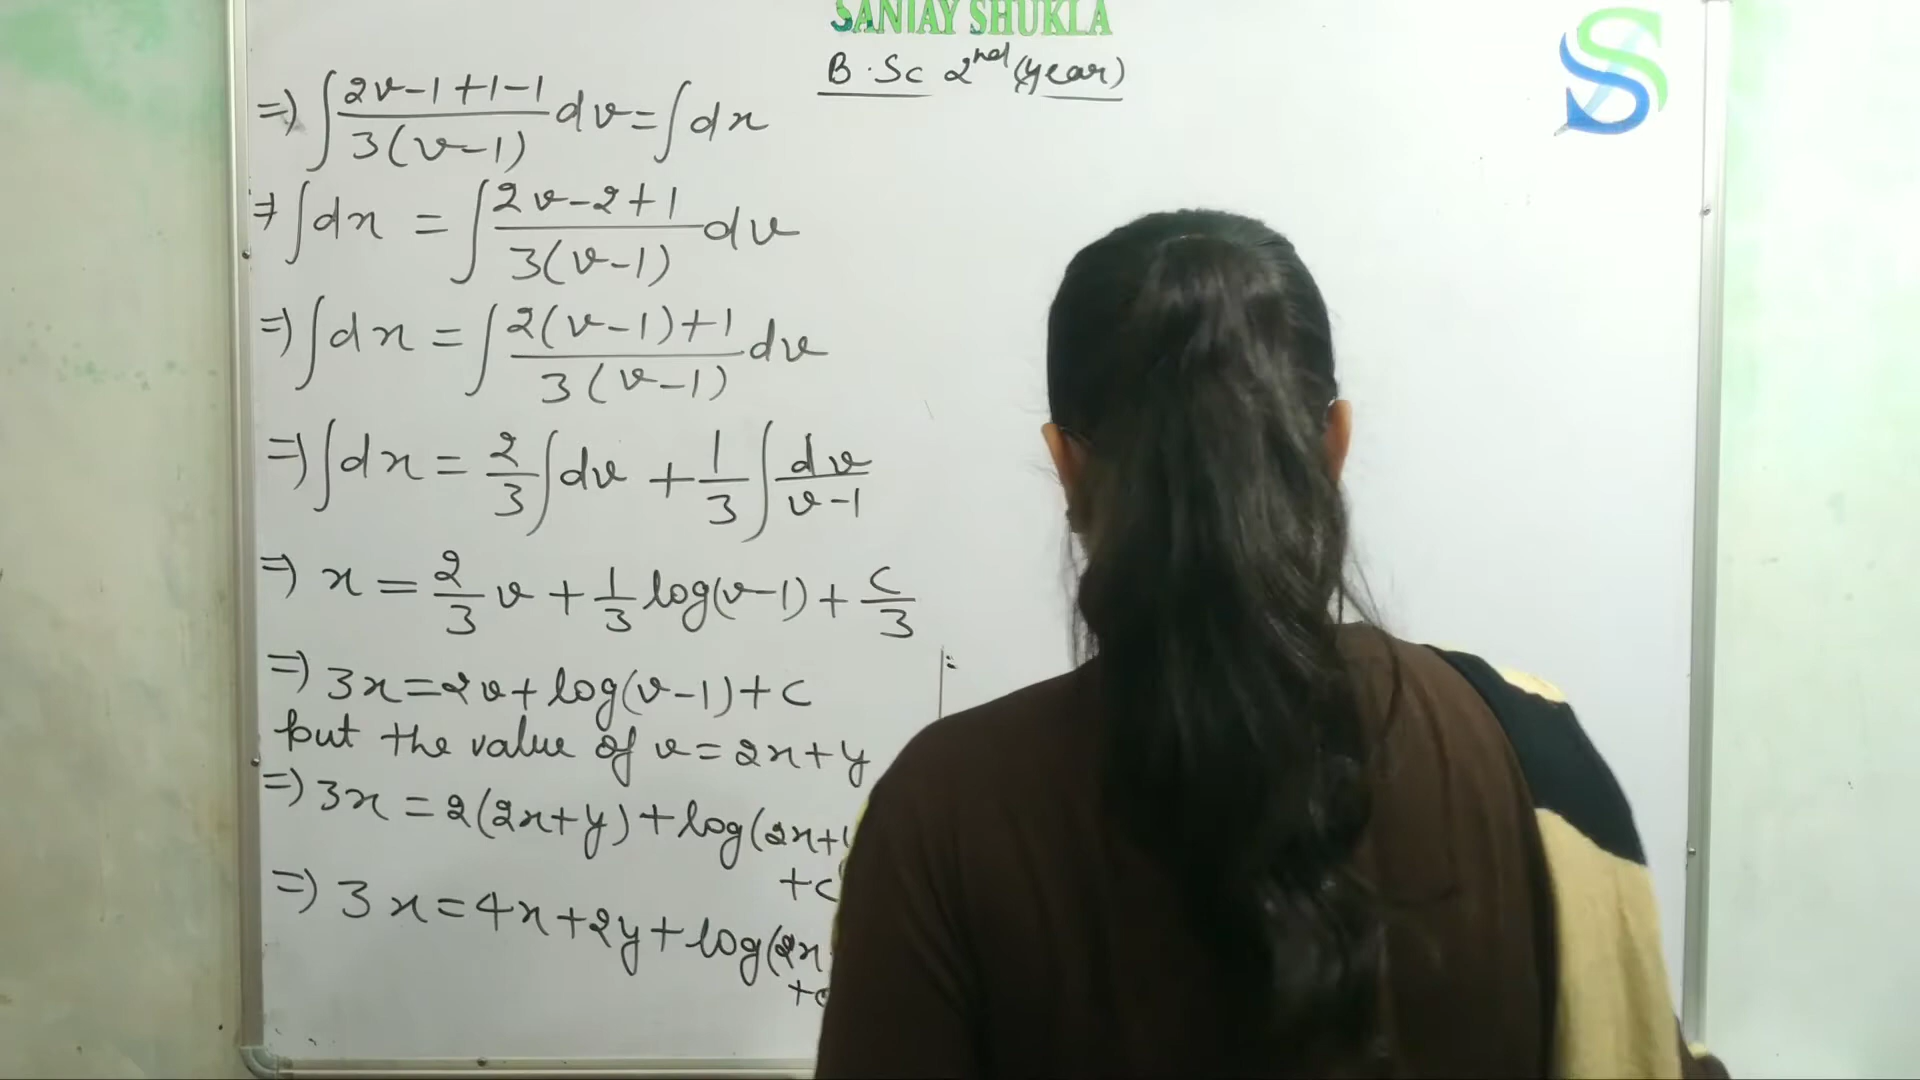 SANJAY SHUKLA
B.Sc 2nd (year)
=> ∫ (2v-1+1-1)/(3(v-1)) dv = ∫dx
=> ∫dx = ∫ (2v-2+1)/(3(v-1)) dv
=> ∫dx = ∫ (2(v-1)+1)/(3(v-1)) dv
=> ∫dx = 2/3 ∫dv + 1/3 ∫ dv/(v-1)
=> x = 2/3 v + 1/3 log(v-1) + c/3
=> 3x = 2v + log(v-1) + c
but the value of v = 2x+y
=> 3x = 2(2x+y) + log(2x+
+c
=> 3x = 4x+2y+log(2x
+c